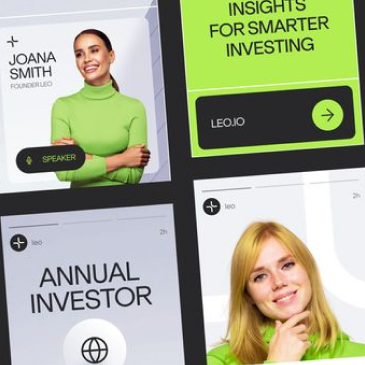 JOANA
SMITH
FOUNDER LEO
SPEAKER
INSIGHTS
FOR SMARTER
INVESTING
LEO.IO
leo
2h
ANNUAL
INVESTOR
leo
2h